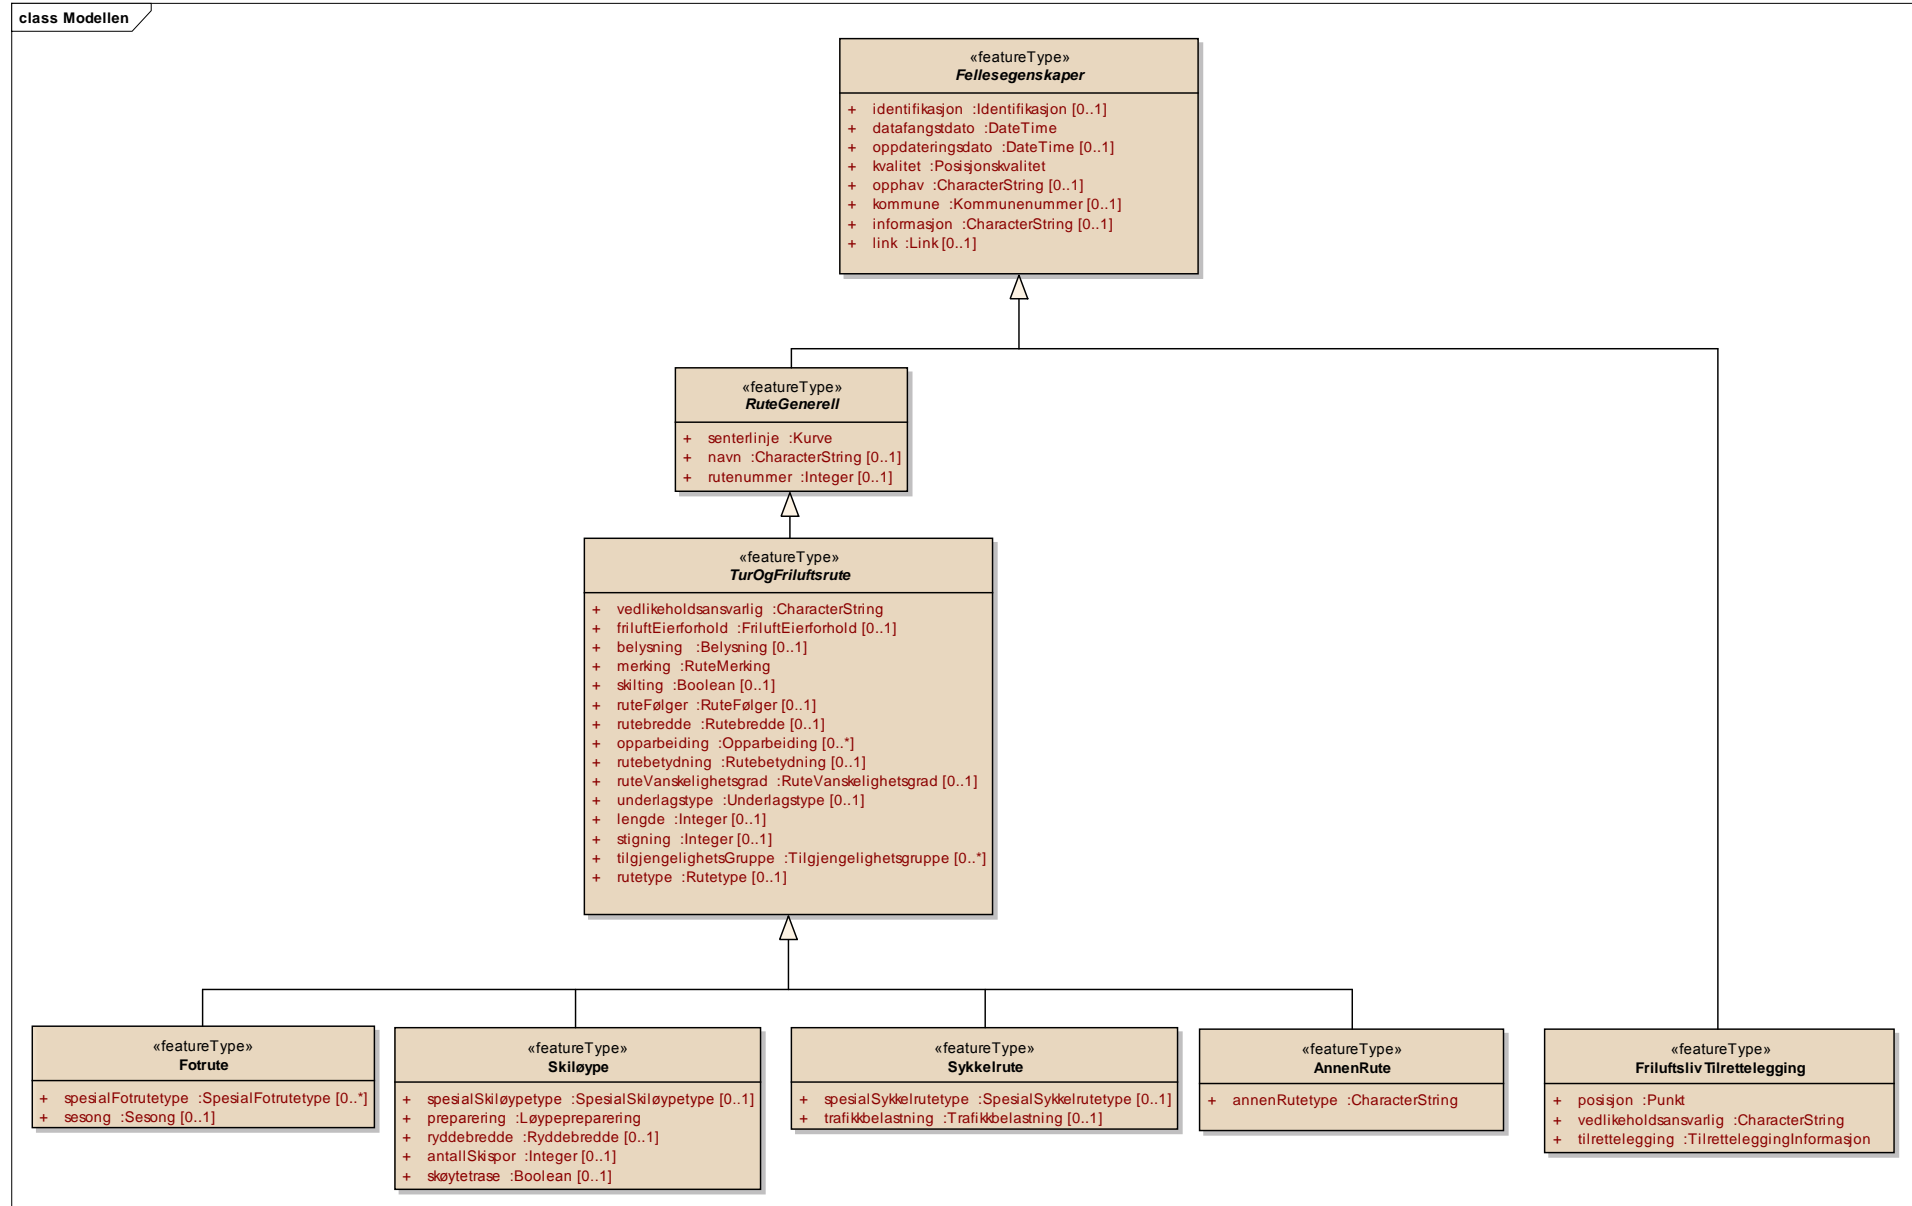 class Modellen
«featureType»
Fellesegenskaper
+ identifikasjon :Identifikasjon [0..1]
+ datafangstdato :DateTime
+ oppdateringsdato :DateTime [0..1]
+ kvalitet :Posisjonskvalitet
+ opphav :CharacterString [0..1]
+ kommune :Kommunenummer [0..1]
+ informasjon :CharacterString [0..1]
+ link :Link [0..1]
«featureType»
RuteGenerell
+ senterlinje :Kurve
+ navn :CharacterString [0..1]
+ rutenummer :Integer [0..1]
«featureType»
TurOgFriluftsrute
+ vedlikeholdsansvarlig :CharacterString
+ friluftEierforhold :FriluftEierforhold [0..1]
+ belysning :Belysning [0..1]
+ merking :RuteMerking
+ skilting :Boolean [0..1]
+ ruteFølger :RuteFølger [0..1]
+ rutebredde :Rutebredde [0..1]
+ opparbeiding :Opparbeiding [0..*]
+ rutebetydning :Rutebetydning [0..1]
+ ruteVanskelighetsgrad :RuteVanskelighetsgrad [0..1]
+ underlagstype :Underlagstype [0..1]
+ lengde :Integer [0..1]
+ stigning :Integer [0..1]
+ tilgjengelighetsGruppe :Tilgjengelighetsgruppe [0..*]
+ rutetype :Rutetype [0..1]
«featureType»
Fotrute
+ spesialFotrutetype :SpesialFotrutetype [0..*]
+ sesong :Sesong [0..1]
«featureType»
Skiløype
+ spesialSkiløypetype :SpesialSkiløypetype [0..1]
+ preparering :Løypepreparering
+ ryddebredde :Ryddebredde [0..1]
+ antallSkispor :Integer [0..1]
+ skøytetrase :Boolean [0..1]
«featureType»
Sykkelrute
+ spesialSykkelrutetype :SpesialSykkelrutetype [0..1]
+ trafikkbelastning :Trafikkbelastning [0..1]
«featureType»
AnnenRute
+ annenRutetype :CharacterString
«featureType»
FriluftslivTilrettelegging
+ posisjon :Punkt
+ vedlikeholdsansvarlig :CharacterString
+ tilrettelegging :TilretteleggingInformasjon